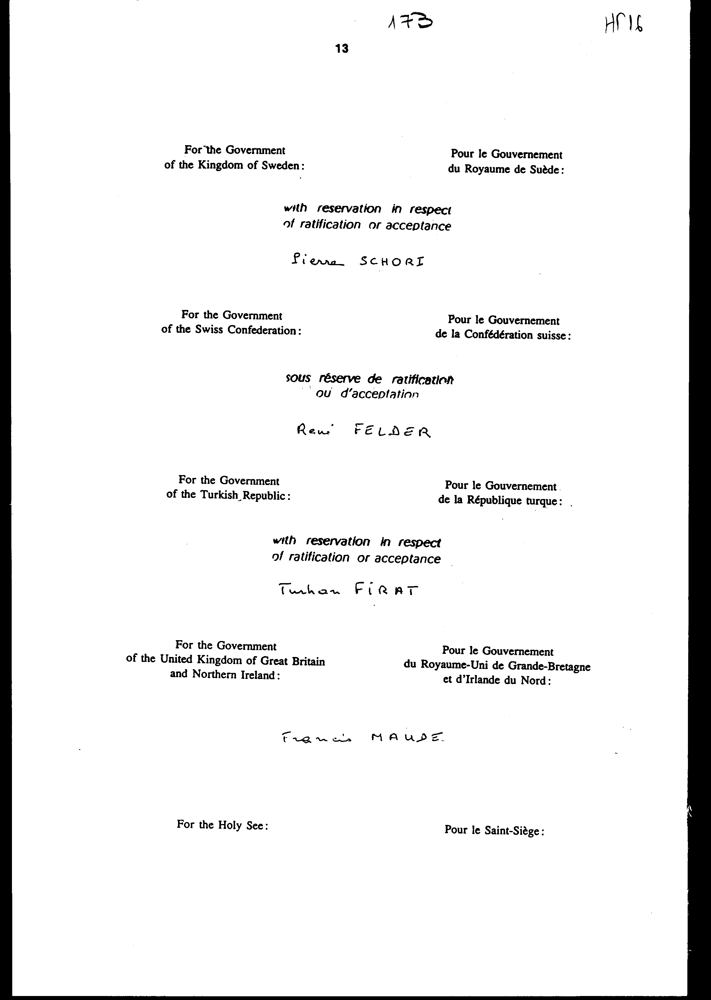 173
13
For the Government
of the Kingdom of Sweden:
Pour le Gouvernement
du Royaume de Suède:
with reservation in respect
of ratification or acceptance
Pierre SCHORI
For the Government
of the Swiss Confederation:
Pour le Gouvernement
de la Confédération suisse:
sous réserve de ratification
ou d'acceptation
René FELDER
For the Government
of the Turkish Republic:
Pour le Gouvernement
de la République turque:
with reservation in respect
of ratification or acceptance
Turhan FİRAT
For the Government
of the United Kingdom of Great Britain
and Northern Ireland:
Pour le Gouvernement
du Royaume-Uni de Grande-Bretagne
et d'Irlande du Nord:
Francis MAUDE
For the Holy See:
Pour le Saint-Siège: